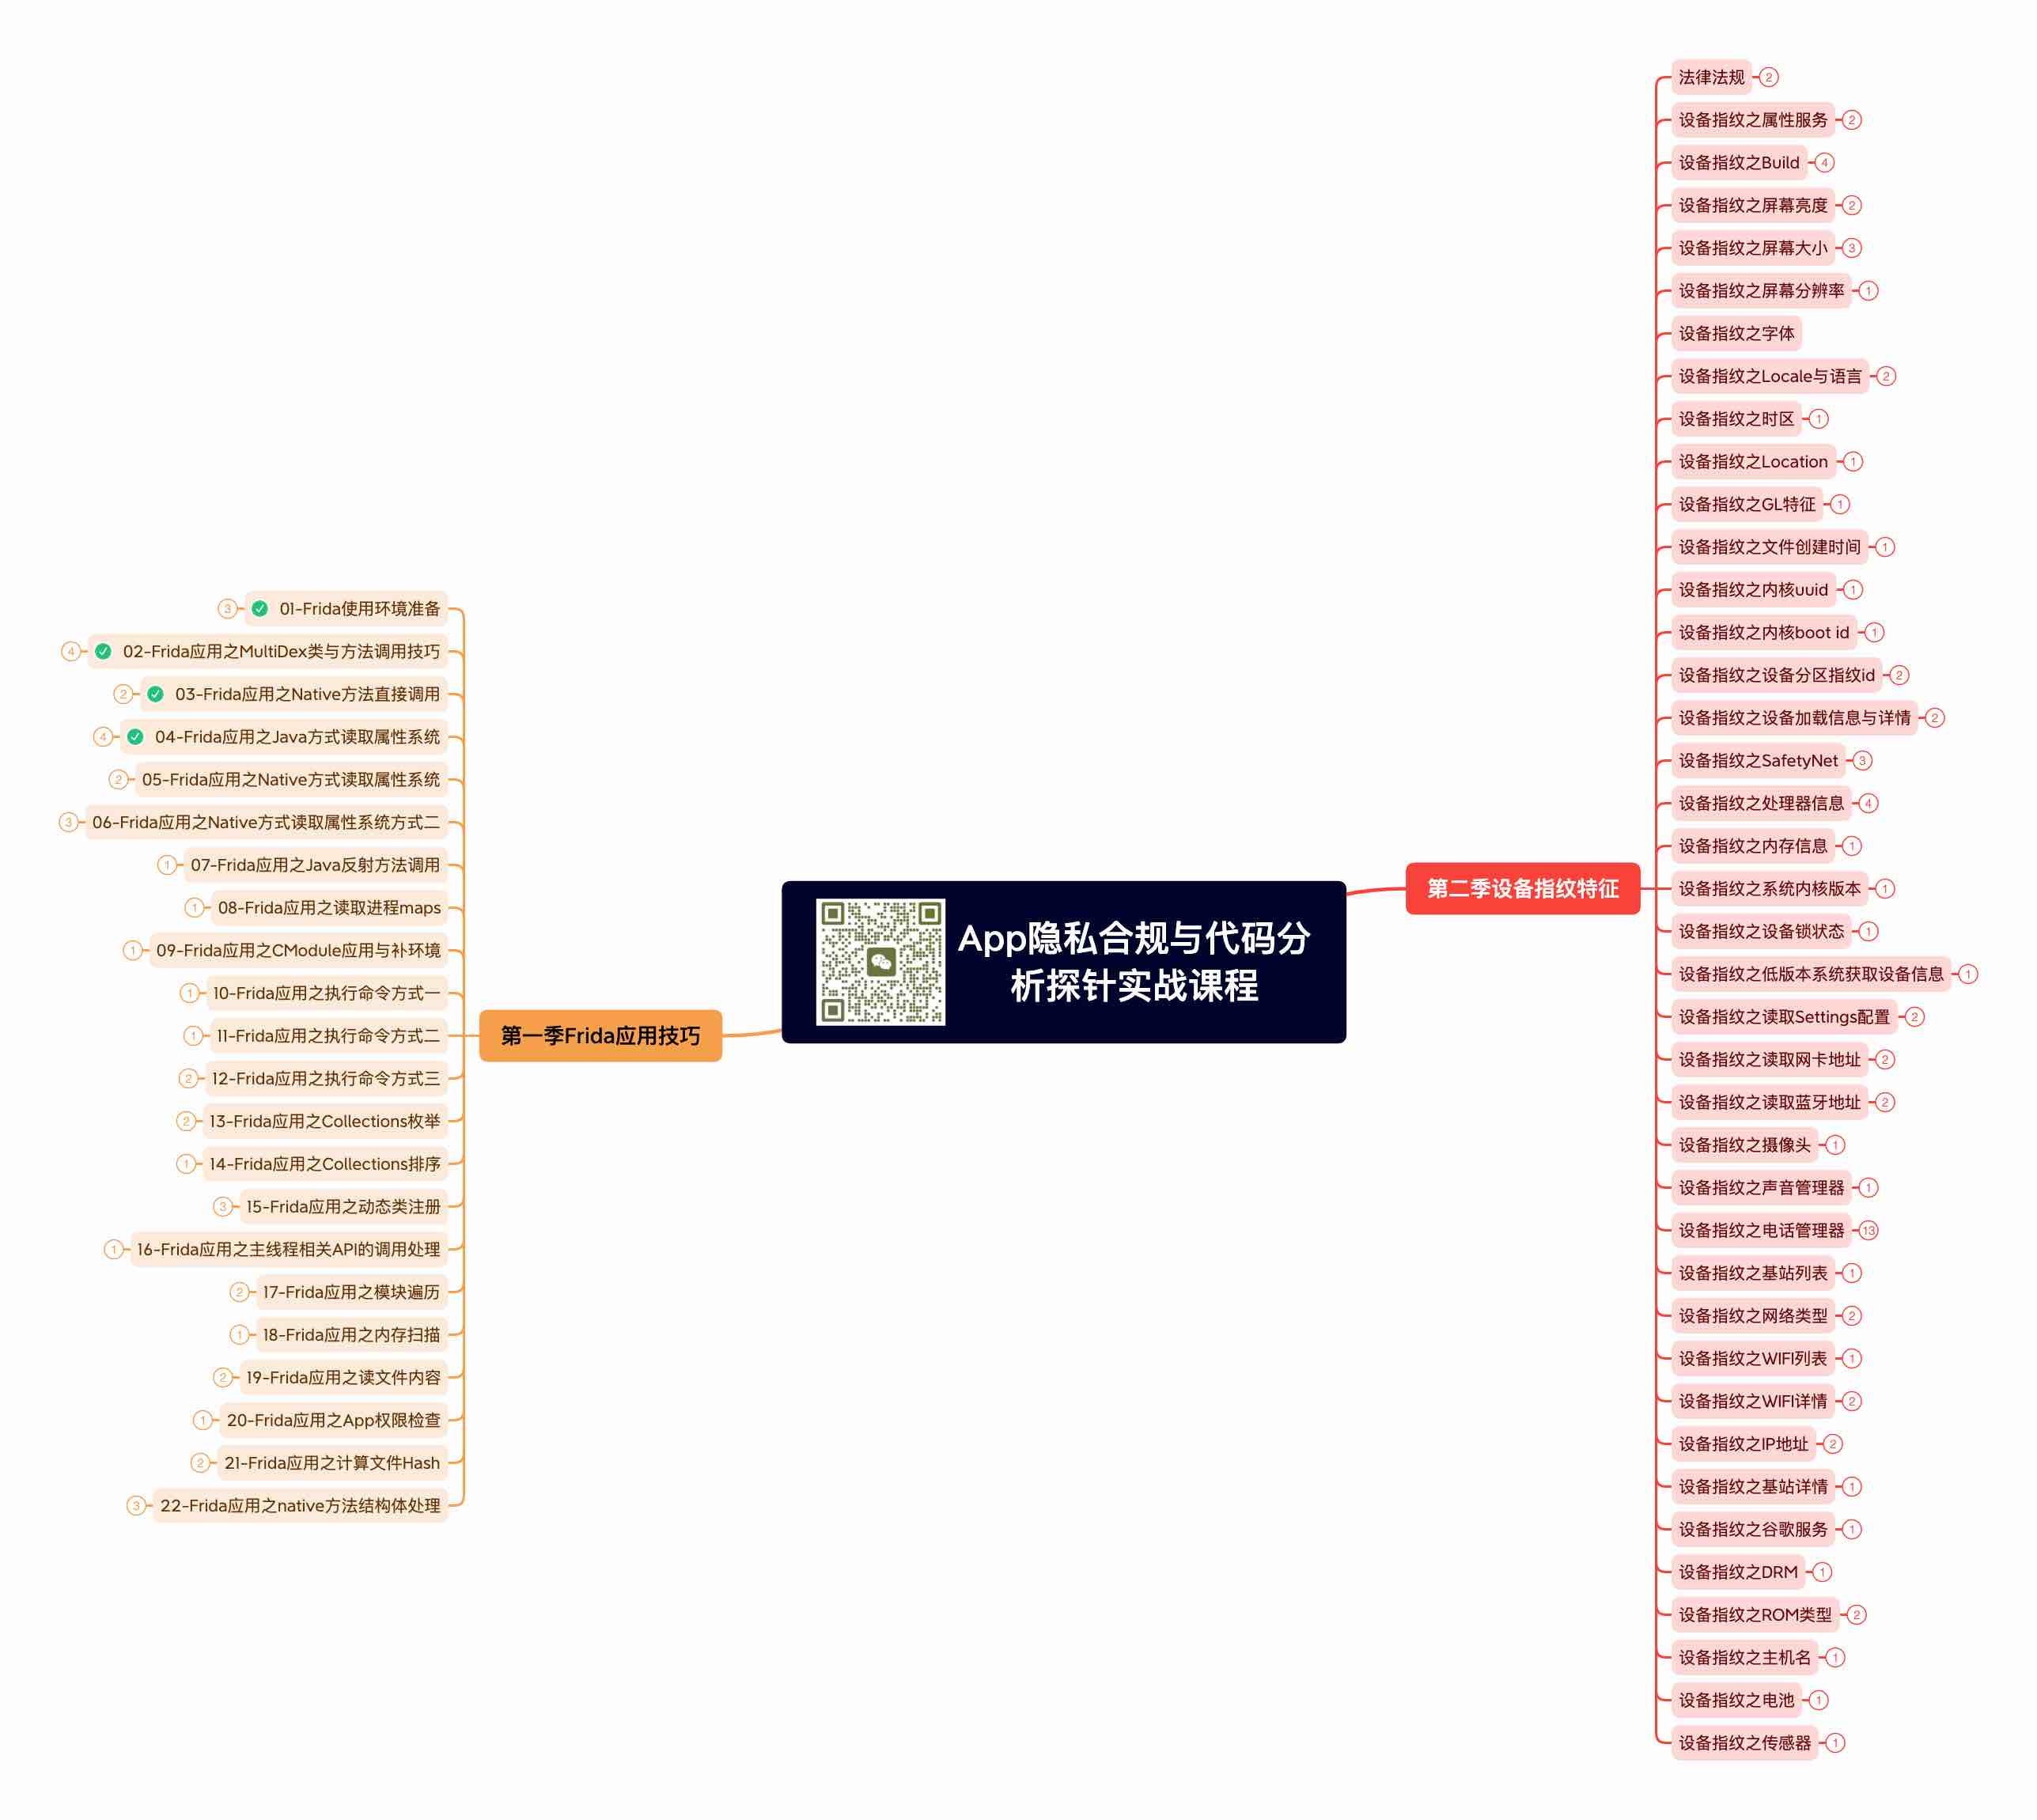 App隐私合规与代码分
析探针实战课程
第一季Frida应用技巧
01-Frida使用环境准备
3
02-Frida应用之MultiDex类与方法调用技巧
4
03-Frida应用之Native方法直接调用
2
04-Frida应用之Java方式读取属性系统
4
05-Frida应用之Native方式读取属性系统
2
06-Frida应用之Native方式读取属性系统方式二
3
07-Frida应用之Java反射方法调用
1
08-Frida应用之读取进程maps
1
09-Frida应用之CModule应用与补环境
1
10-Frida应用之执行命令方式一
1
11-Frida应用之执行命令方式二
1
12-Frida应用之执行命令方式三
2
13-Frida应用之Collections枚举
2
14-Frida应用之Collections排序
1
15-Frida应用之动态类注册
3
16-Frida应用之主线程相关API的调用处理
1
17-Frida应用之模块遍历
2
18-Frida应用之内存扫描
1
19-Frida应用之读文件内容
2
20-Frida应用之App权限检查
1
21-Frida应用之计算文件Hash
2
22-Frida应用之native方法结构体处理
3
第二季设备指纹特征
法律法规
2
设备指纹之属性服务
2
设备指纹之Build
4
设备指纹之屏幕亮度
2
设备指纹之屏幕大小
3
设备指纹之屏幕分辨率
1
设备指纹之字体
设备指纹之Locale与语言
2
设备指纹之时区
1
设备指纹之Location
1
设备指纹之GL特征
1
设备指纹之文件创建时间
1
设备指纹之内核uuid
1
设备指纹之内核boot id
1
设备指纹之设备分区指纹id
2
设备指纹之设备加载信息与详情
2
设备指纹之SafetyNet
3
设备指纹之处理器信息
4
设备指纹之内存信息
1
设备指纹之系统内核版本
1
设备指纹之设备锁状态
1
设备指纹之低版本系统获取设备信息
1
设备指纹之读取Settings配置
2
设备指纹之读取网卡地址
2
设备指纹之读取蓝牙地址
2
设备指纹之摄像头
1
设备指纹之声音管理器
1
设备指纹之电话管理器
13
设备指纹之基站列表
1
设备指纹之网络类型
2
设备指纹之WIFI列表
1
设备指纹之WIFI详情
2
设备指纹之IP地址
2
设备指纹之基站详情
1
设备指纹之谷歌服务
1
设备指纹之DRM
1
设备指纹之ROM类型
2
设备指纹之主机名
1
设备指纹之电池
1
设备指纹之传感器
1